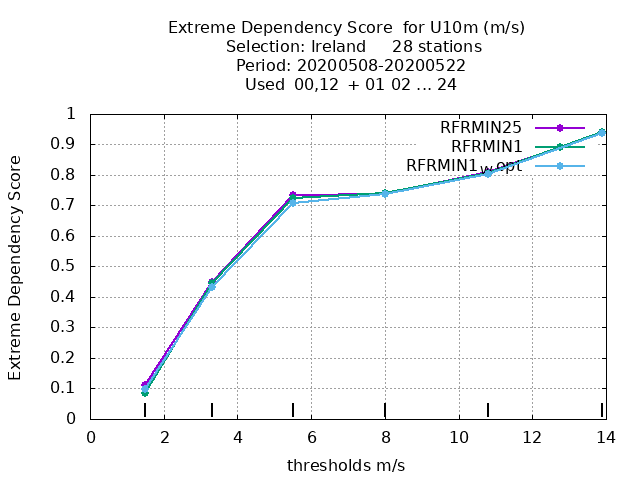 Extreme Dependency Score for U10m (m/s)
Selection: Ireland 28 stations
Period: 20200508-20200522
Used 00,12 + 01 02 ... 24
Extreme Dependency Score
1
0.9
0.8
0.7
0.6
0.5
0.4
0.3
0.2
0.1
0
RFRMIN25
RFRMIN1
RFRMIN1wopt
0 2 4 6 8 10 12 14
thresholds m/s